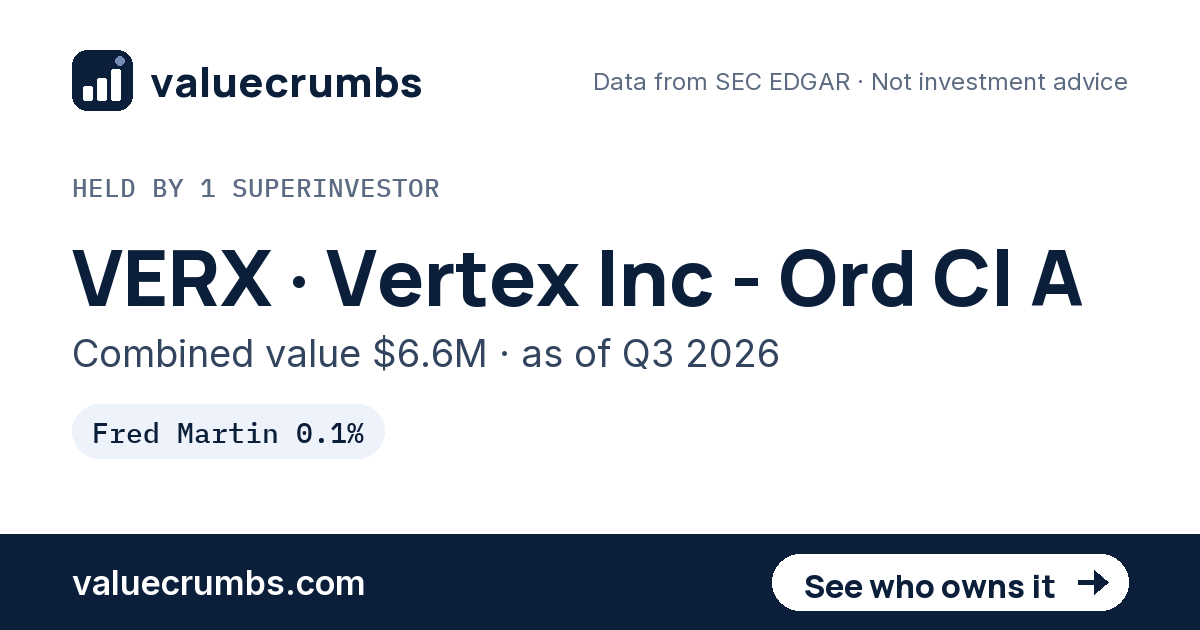 valuecrumbs
Data from SEC EDGAR · Not investment advice
HELD BY 1 SUPERINVESTOR
VERX · Vertex Inc - Ord Cl A
Combined value $6.6M · as of Q3 2026
Fred Martin 0.1%
valuecrumbs.com
See who owns it →